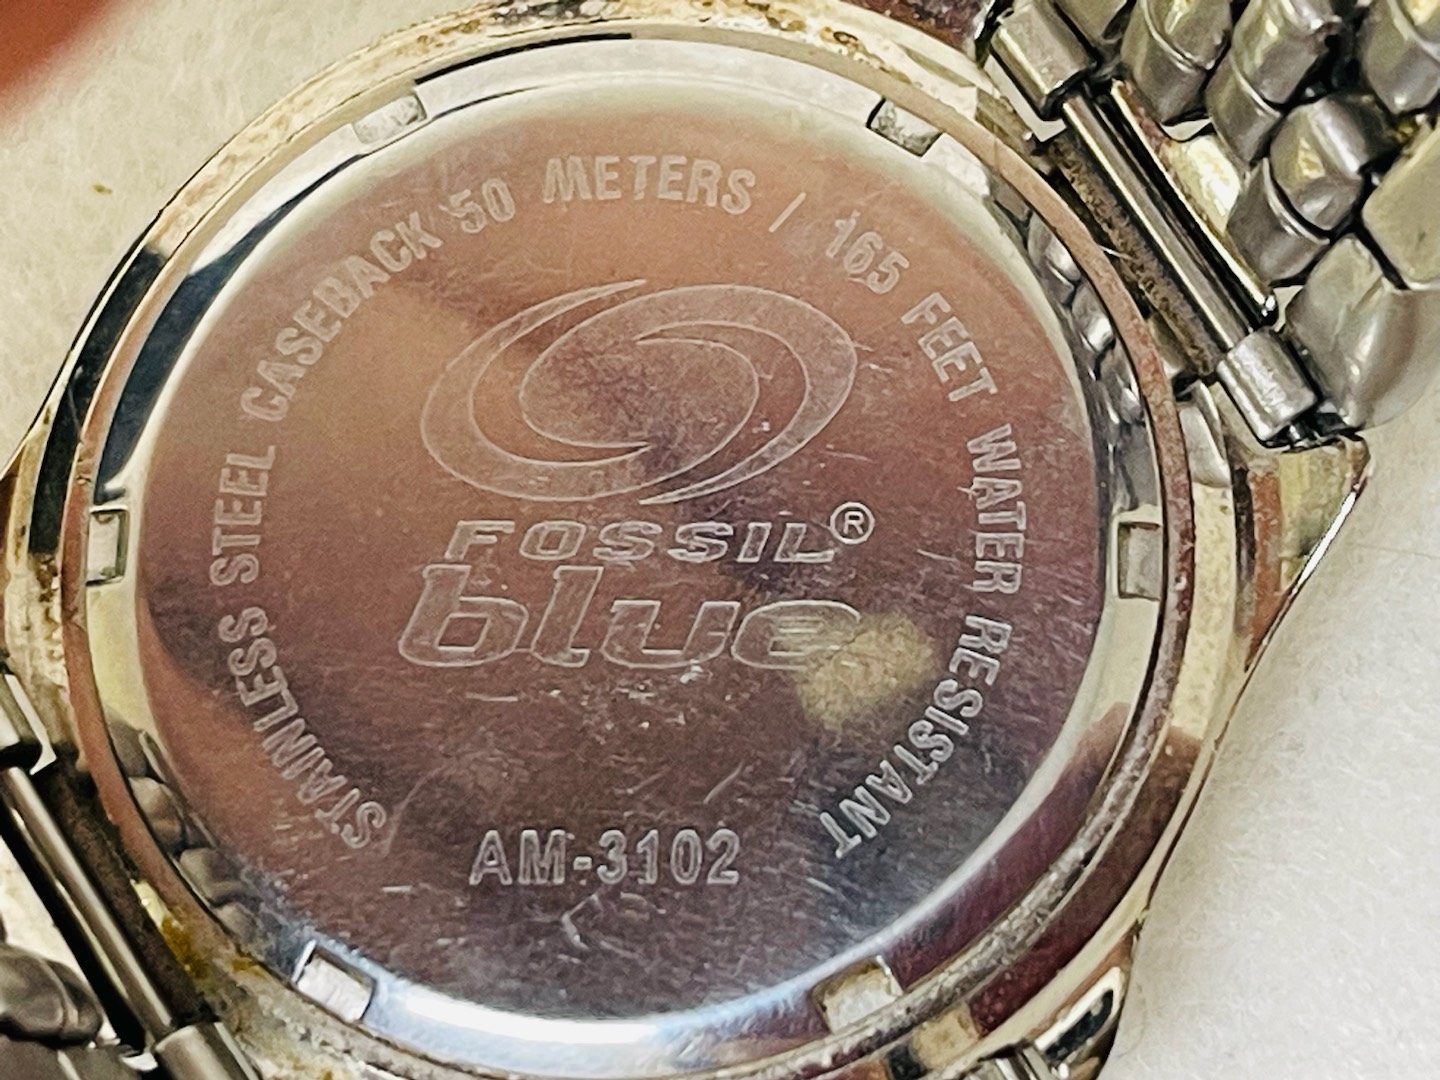 STAINLESS STEEL CASEBACK 50 METERS / 165 FEET WATER RESISTANT
FOSSIL®
blue
AM-3102